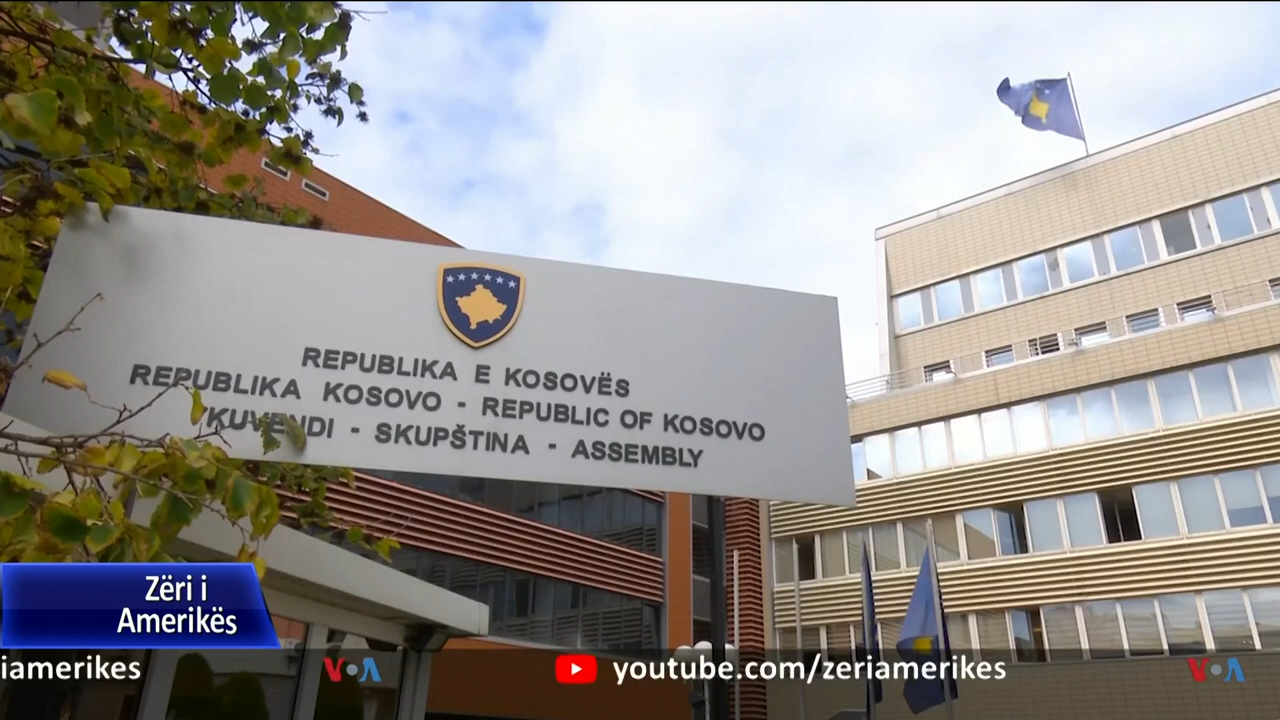 REPUBLIKA E KOSOVËS
REPUBLIKA KOSOVO - REPUBLIC OF KOSOVO
KUVENDI - SKUPŠTINA - ASSEMBLY
Zëri i
Amerikës
iamerikes
VOA
youtube.com/zeriamerikes
VOA